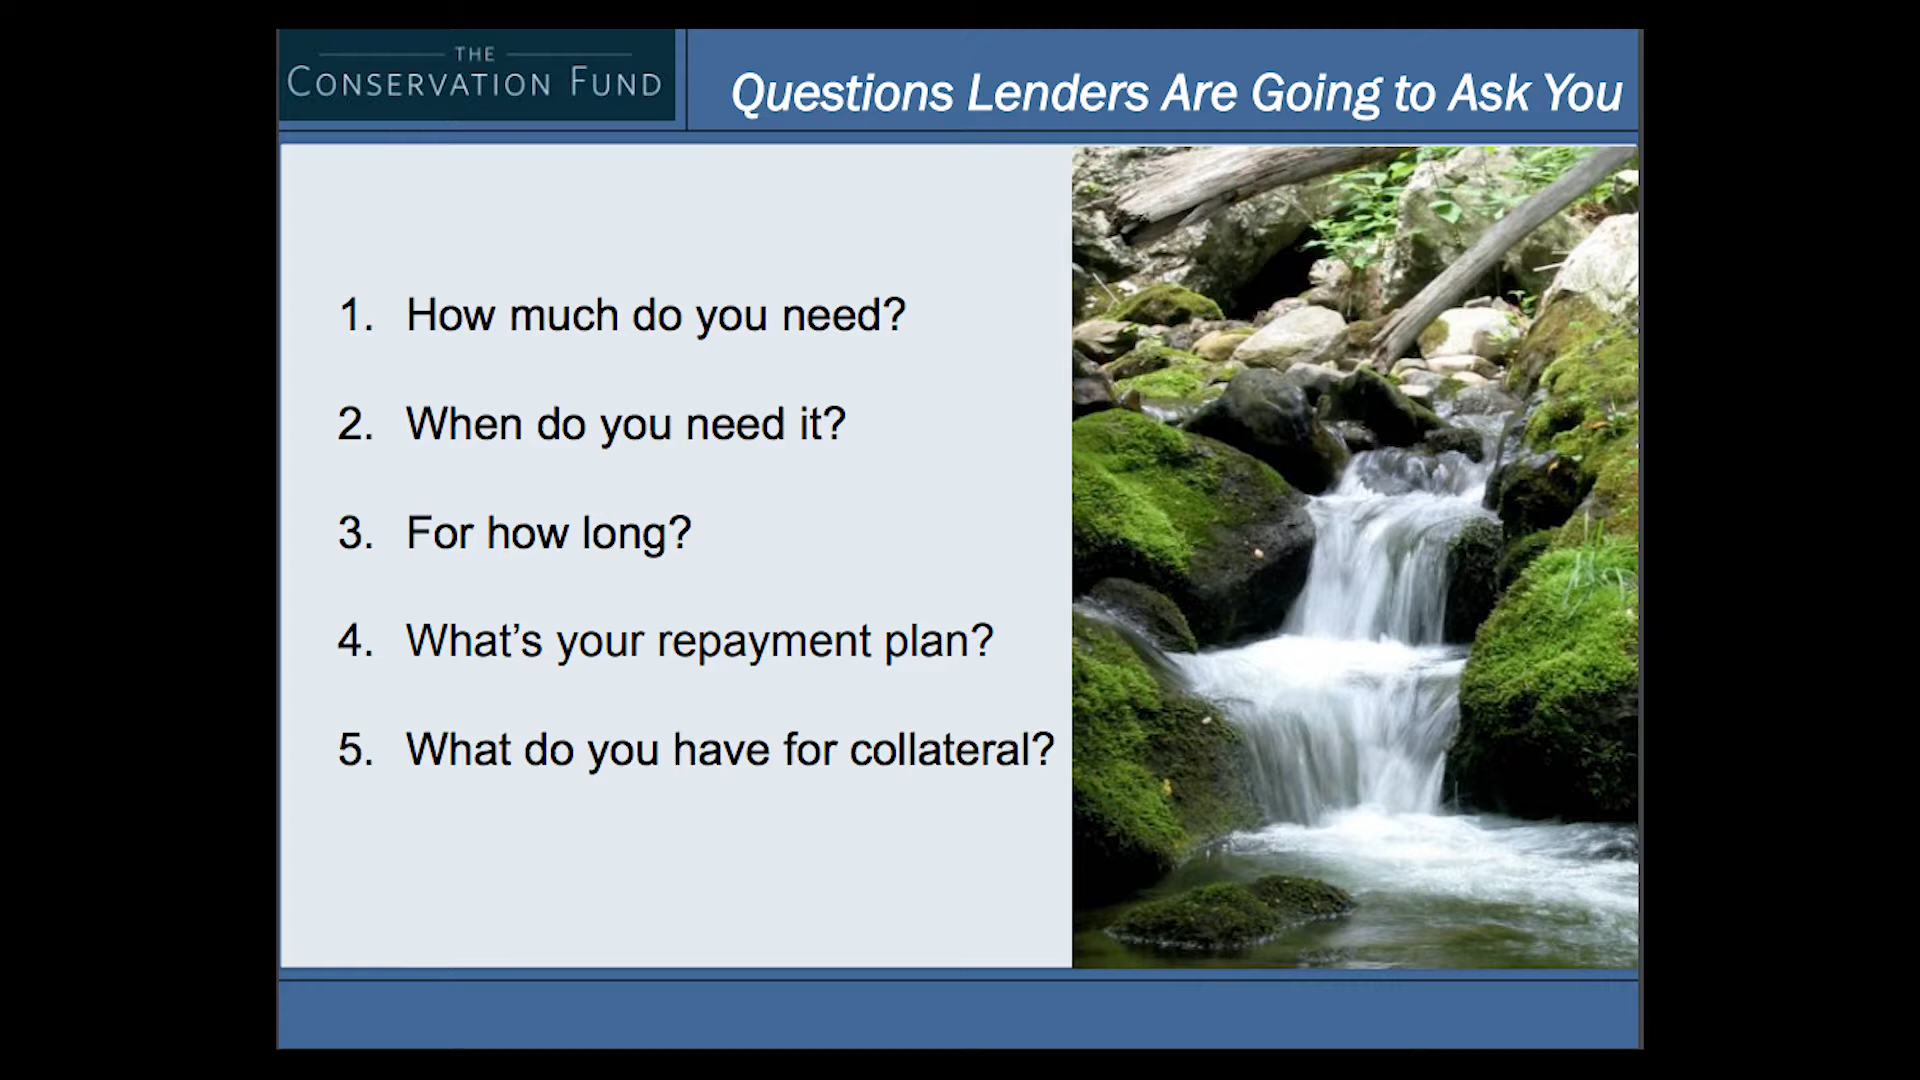 THE
CONSERVATION FUND
Questions Lenders Are Going to Ask You
1. How much do you need?
2. When do you need it?
3. For how long?
4. What’s your repayment plan?
5. What do you have for collateral?